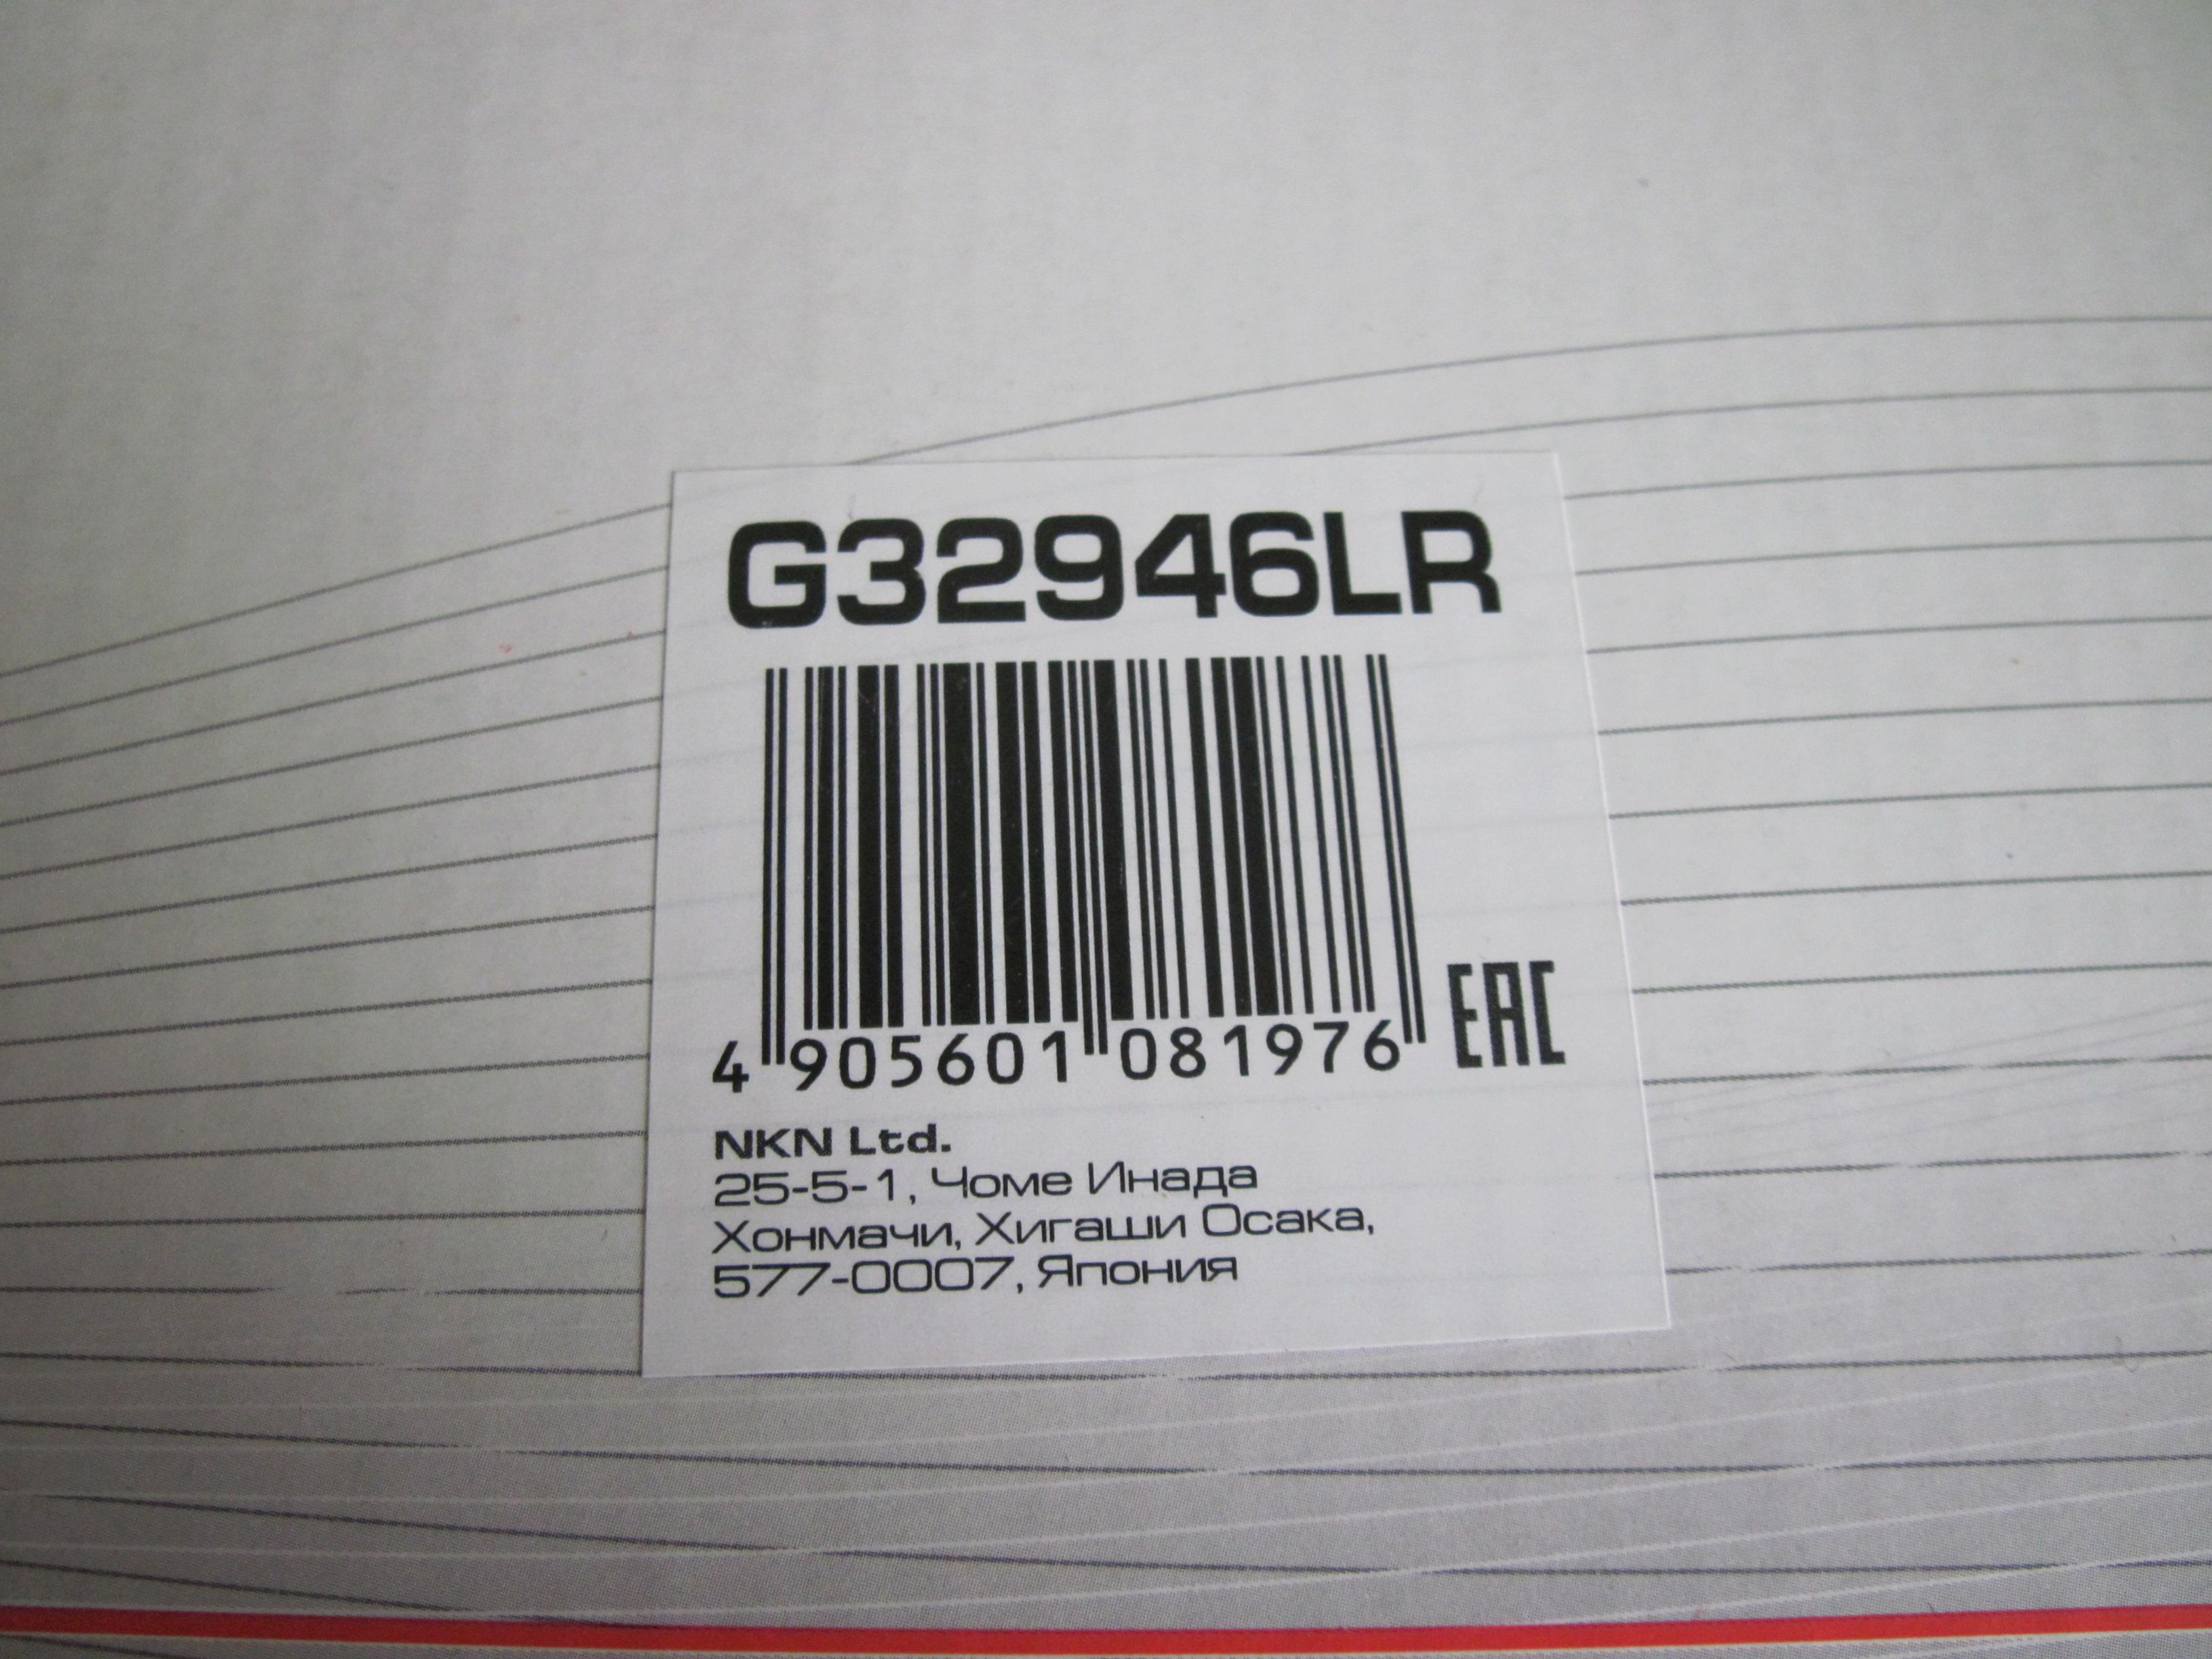 G32946LR
4 905601 081976
EAC
NKN Ltd.
25-5-1, Чоме Инада
Хонмачи, Хигаши Осака,
577-0007, Япония